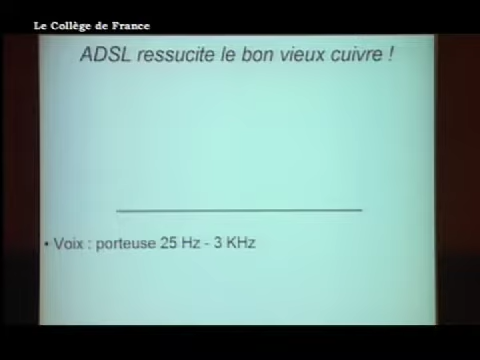 Le Collège de France
ADSL ressucite le bon vieux cuivre !
• Voix : porteuse 25 Hz - 3 KHz